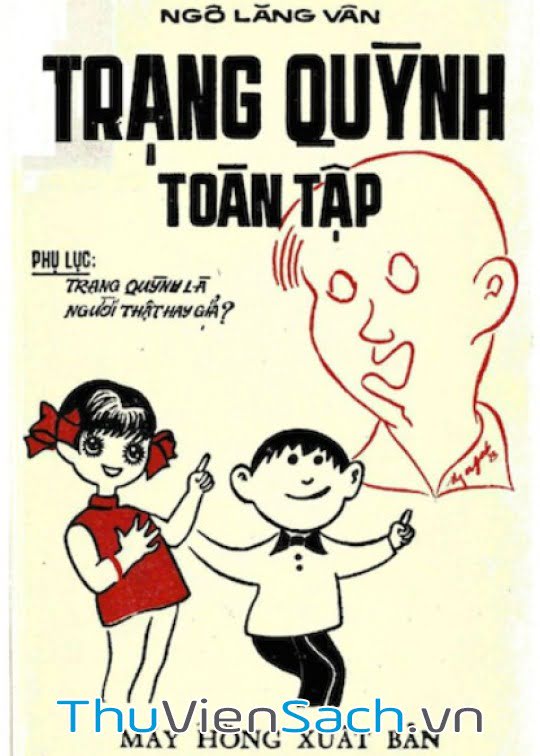 NGÔ LĂNG VÂN
TRẠNG QUỲNH
TOÀN TẬP
PHỤ LỤC:
TRẠNG QUỲNH LÀ
NGƯỜI THẬT HAY GIẢ?
ThuVienSach.vn
MÂY HỒNG XUẤT BẢN